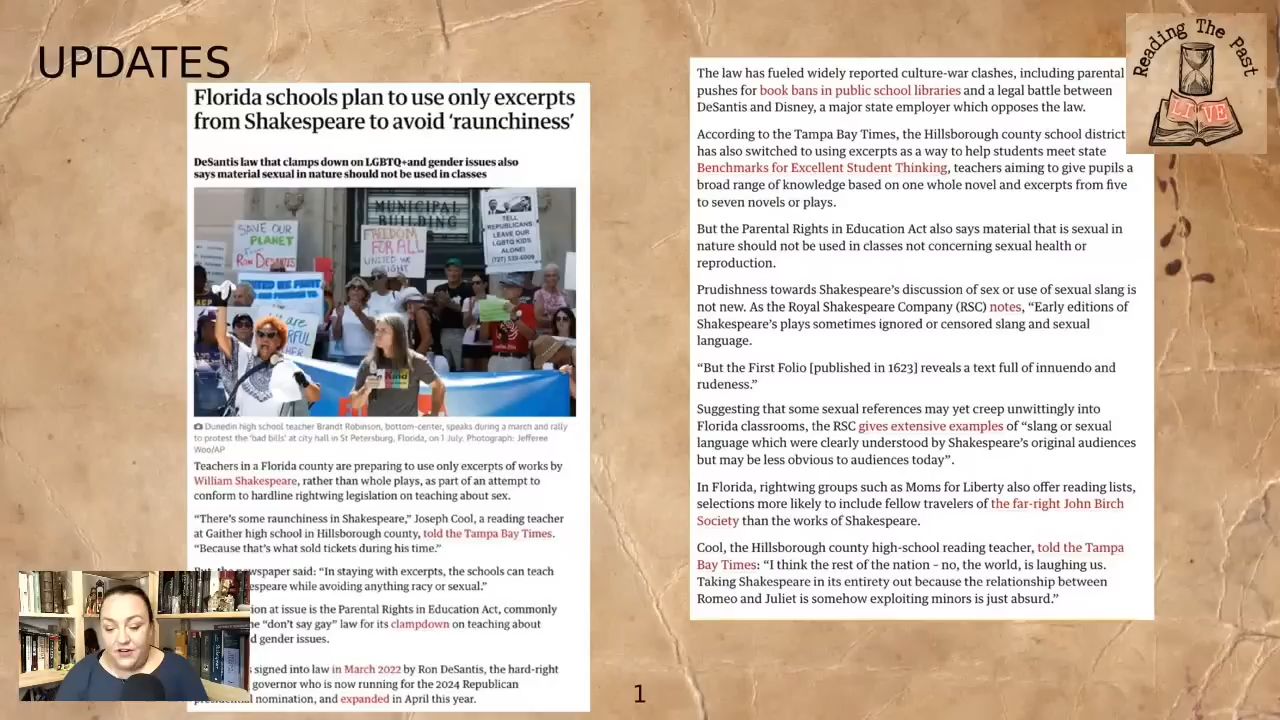 UPDATES
Florida schools plan to use only excerpts
from Shakespeare to avoid ‘raunchiness’
DeSantis law that clamps down on LGBTQ+and gender issues also
says material sexual in nature should not be used in classes
MUNICIPAL
BUILDING
SAVE OUR
PLANET
From
RON DESANTIS
FREEDOM
FOR ALL
UNITED WE
FIGHT
TELL
REPUBLICANS:
LEAVE OUR
LGBTQ KIDS
ALONE!
Dunedin high school teacher Brandt Robinson, bottom-center, speaks during a march and rally
to protest the ‘bad bills’ at city hall in St Petersburg, Florida, on 1 July. Photograph: Jefferee
Woo/AP
Teachers in a Florida county are preparing to use only excerpts of works by
William Shakespeare, rather than whole plays, as part of an attempt to
conform to hardline rightwing legislation on teaching about sex.
“There’s some raunchiness in Shakespeare,” Joseph Cool, a reading teacher
at Gaither high school in Hillsborough county, told the Tampa Bay Times.
“Because that’s what sold tickets during his time.”
newspaper said: “In staying with excerpts, the schools can teach
while avoiding anything racy or sexual.”
at issue is the Parental Rights in Education Act, commonly
“don’t say gay” law for its clampdown on teaching about
gender issues.
signed into law in March 2022 by Ron DeSantis, the hard-right
governor who is now running for the 2024 Republican
nomination, and expanded in April this year.
The law has fueled widely reported culture-war clashes, including parental
pushes for book bans in public school libraries and a legal battle between
DeSantis and Disney, a major state employer which opposes the law.
According to the Tampa Bay Times, the Hillsborough county school district
has also switched to using excerpts as a way to help students meet state
Benchmarks for Excellent Student Thinking, teachers aiming to give pupils a
broad range of knowledge based on one whole novel and excerpts from five
to seven novels or plays.
But the Parental Rights in Education Act also says material that is sexual in
nature should not be used in classes not concerning sexual health or
reproduction.
Prudishness towards Shakespeare’s discussion of sex or use of sexual slang is
not new. As the Royal Shakespeare Company (RSC) notes, “Early editions of
Shakespeare’s plays sometimes ignored or censored slang and sexual
language.
“But the First Folio [published in 1623] reveals a text full of innuendo and
rudeness.”
Suggesting that some sexual references may yet creep unwittingly into
Florida classrooms, the RSC gives extensive examples of “slang or sexual
language which were clearly understood by Shakespeare’s original audiences
but may be less obvious to audiences today”.
In Florida, rightwing groups such as Moms for Liberty also offer reading lists,
selections more likely to include fellow travelers of the far-right John Birch
Society than the works of Shakespeare.
Cool, the Hillsborough county high-school reading teacher, told the Tampa
Bay Times: “I think the rest of the nation – no, the world, is laughing us.
Taking Shakespeare in its entirety out because the relationship between
Romeo and Juliet is somehow exploiting minors is just absurd.”
Reading The Past
LIVE
1